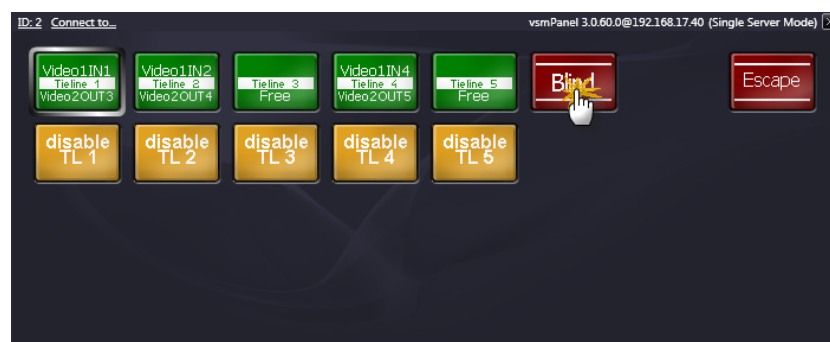 ID: 2 Connect to... vsmPanel 3.0.60.0@192.168.17.40 (Single Server Mode)
Video1IN1
Tieline 1
Video2OUT3
Video1IN2
Tieline 2
Video2OUT4
Tieline 3
Free
Video1IN4
Tieline 4
Video2OUT5
Tieline 5
Free
Blind
Escape
disable
TL 1
disable
TL 2
disable
TL 3
disable
TL 4
disable
TL 5